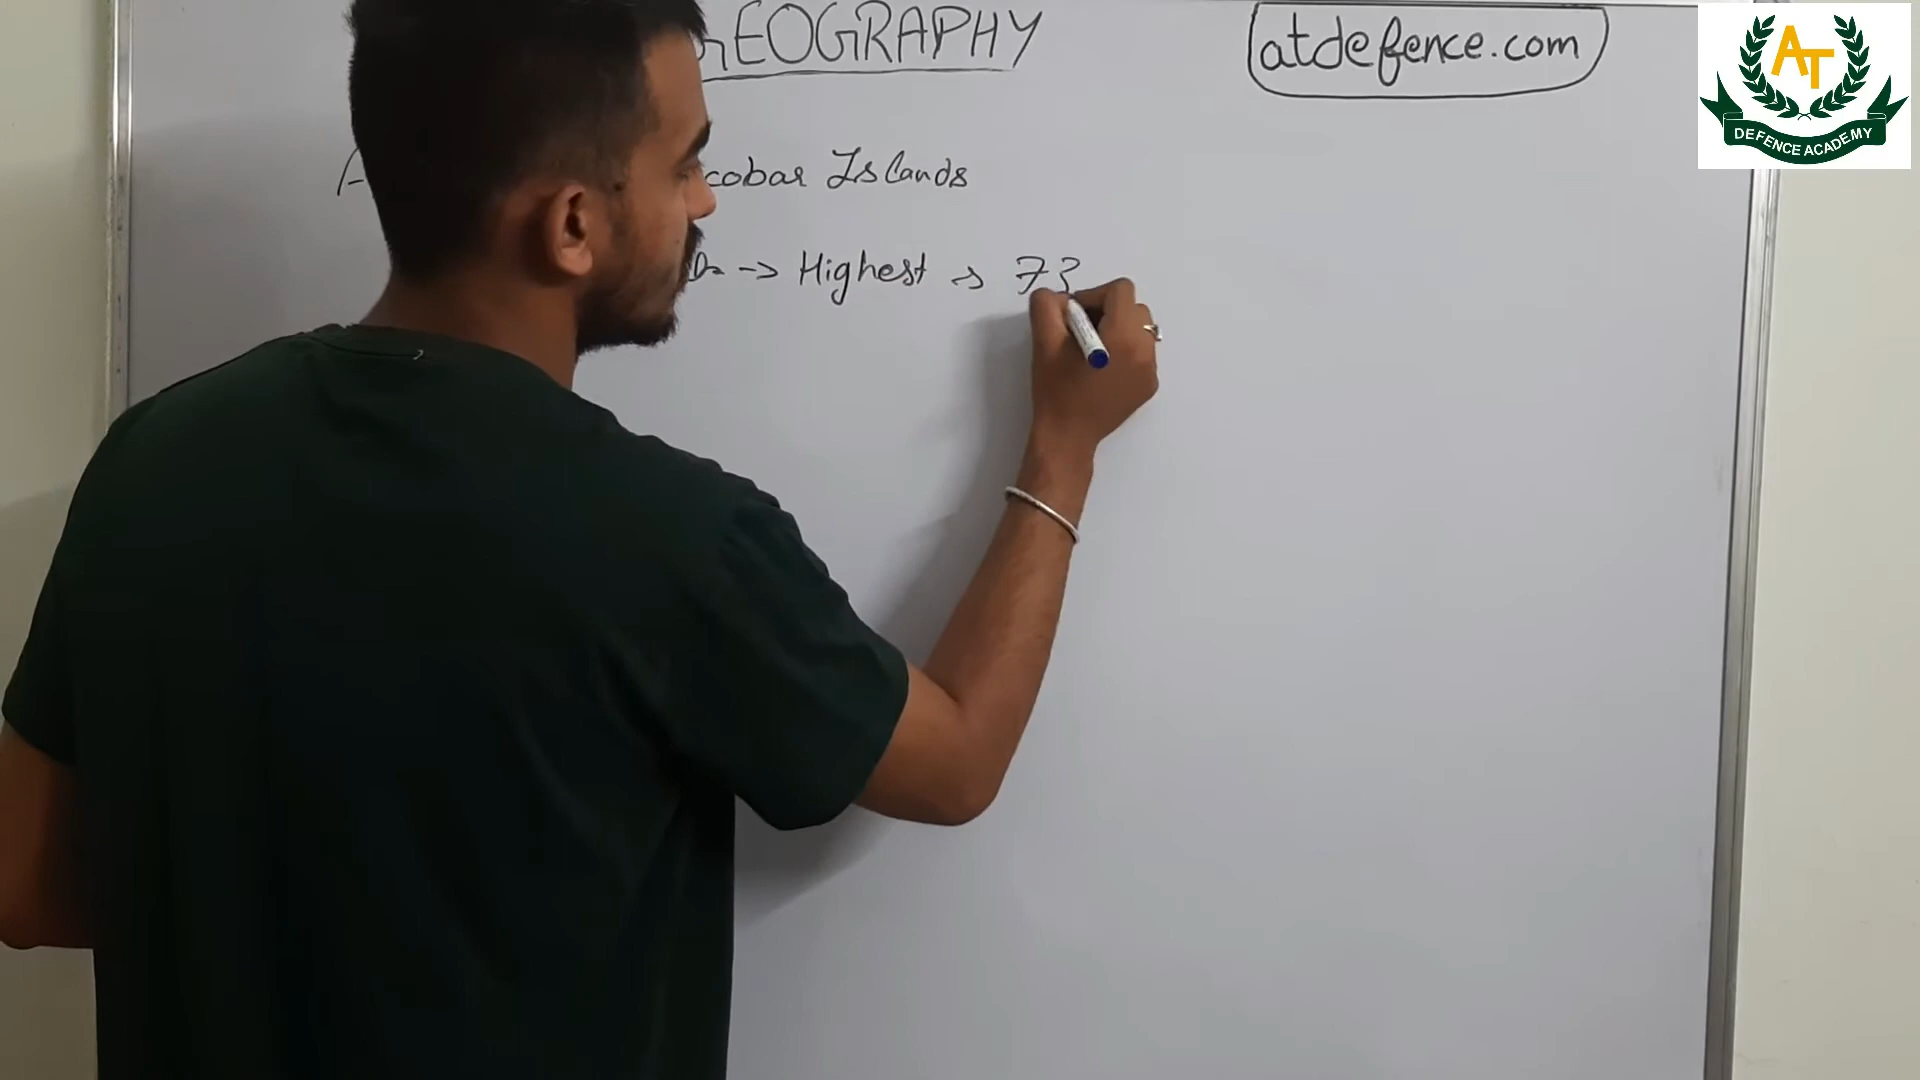 GEOGRAPHY
atdefence.com
AT
DEFENCE ACADEMY
cobar Islands
-> Highest -> 73